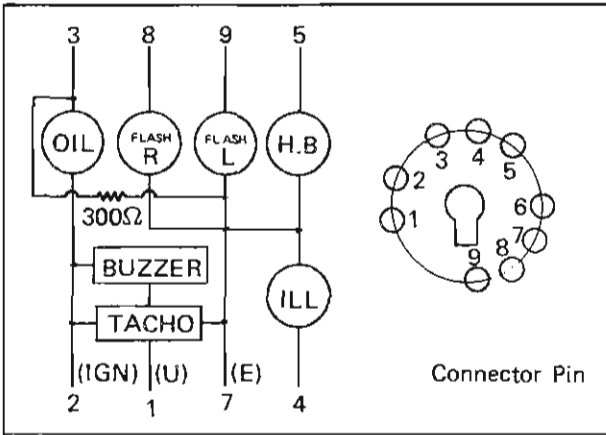 3 8 9 5
OIL FLASH R FLASH L H.B
300Ω
BUZZER
TACHO
ILL
(IGN) (U) (E)
2 1 7 4
3 4 5
2
1
6
7
8
9
Connector Pin